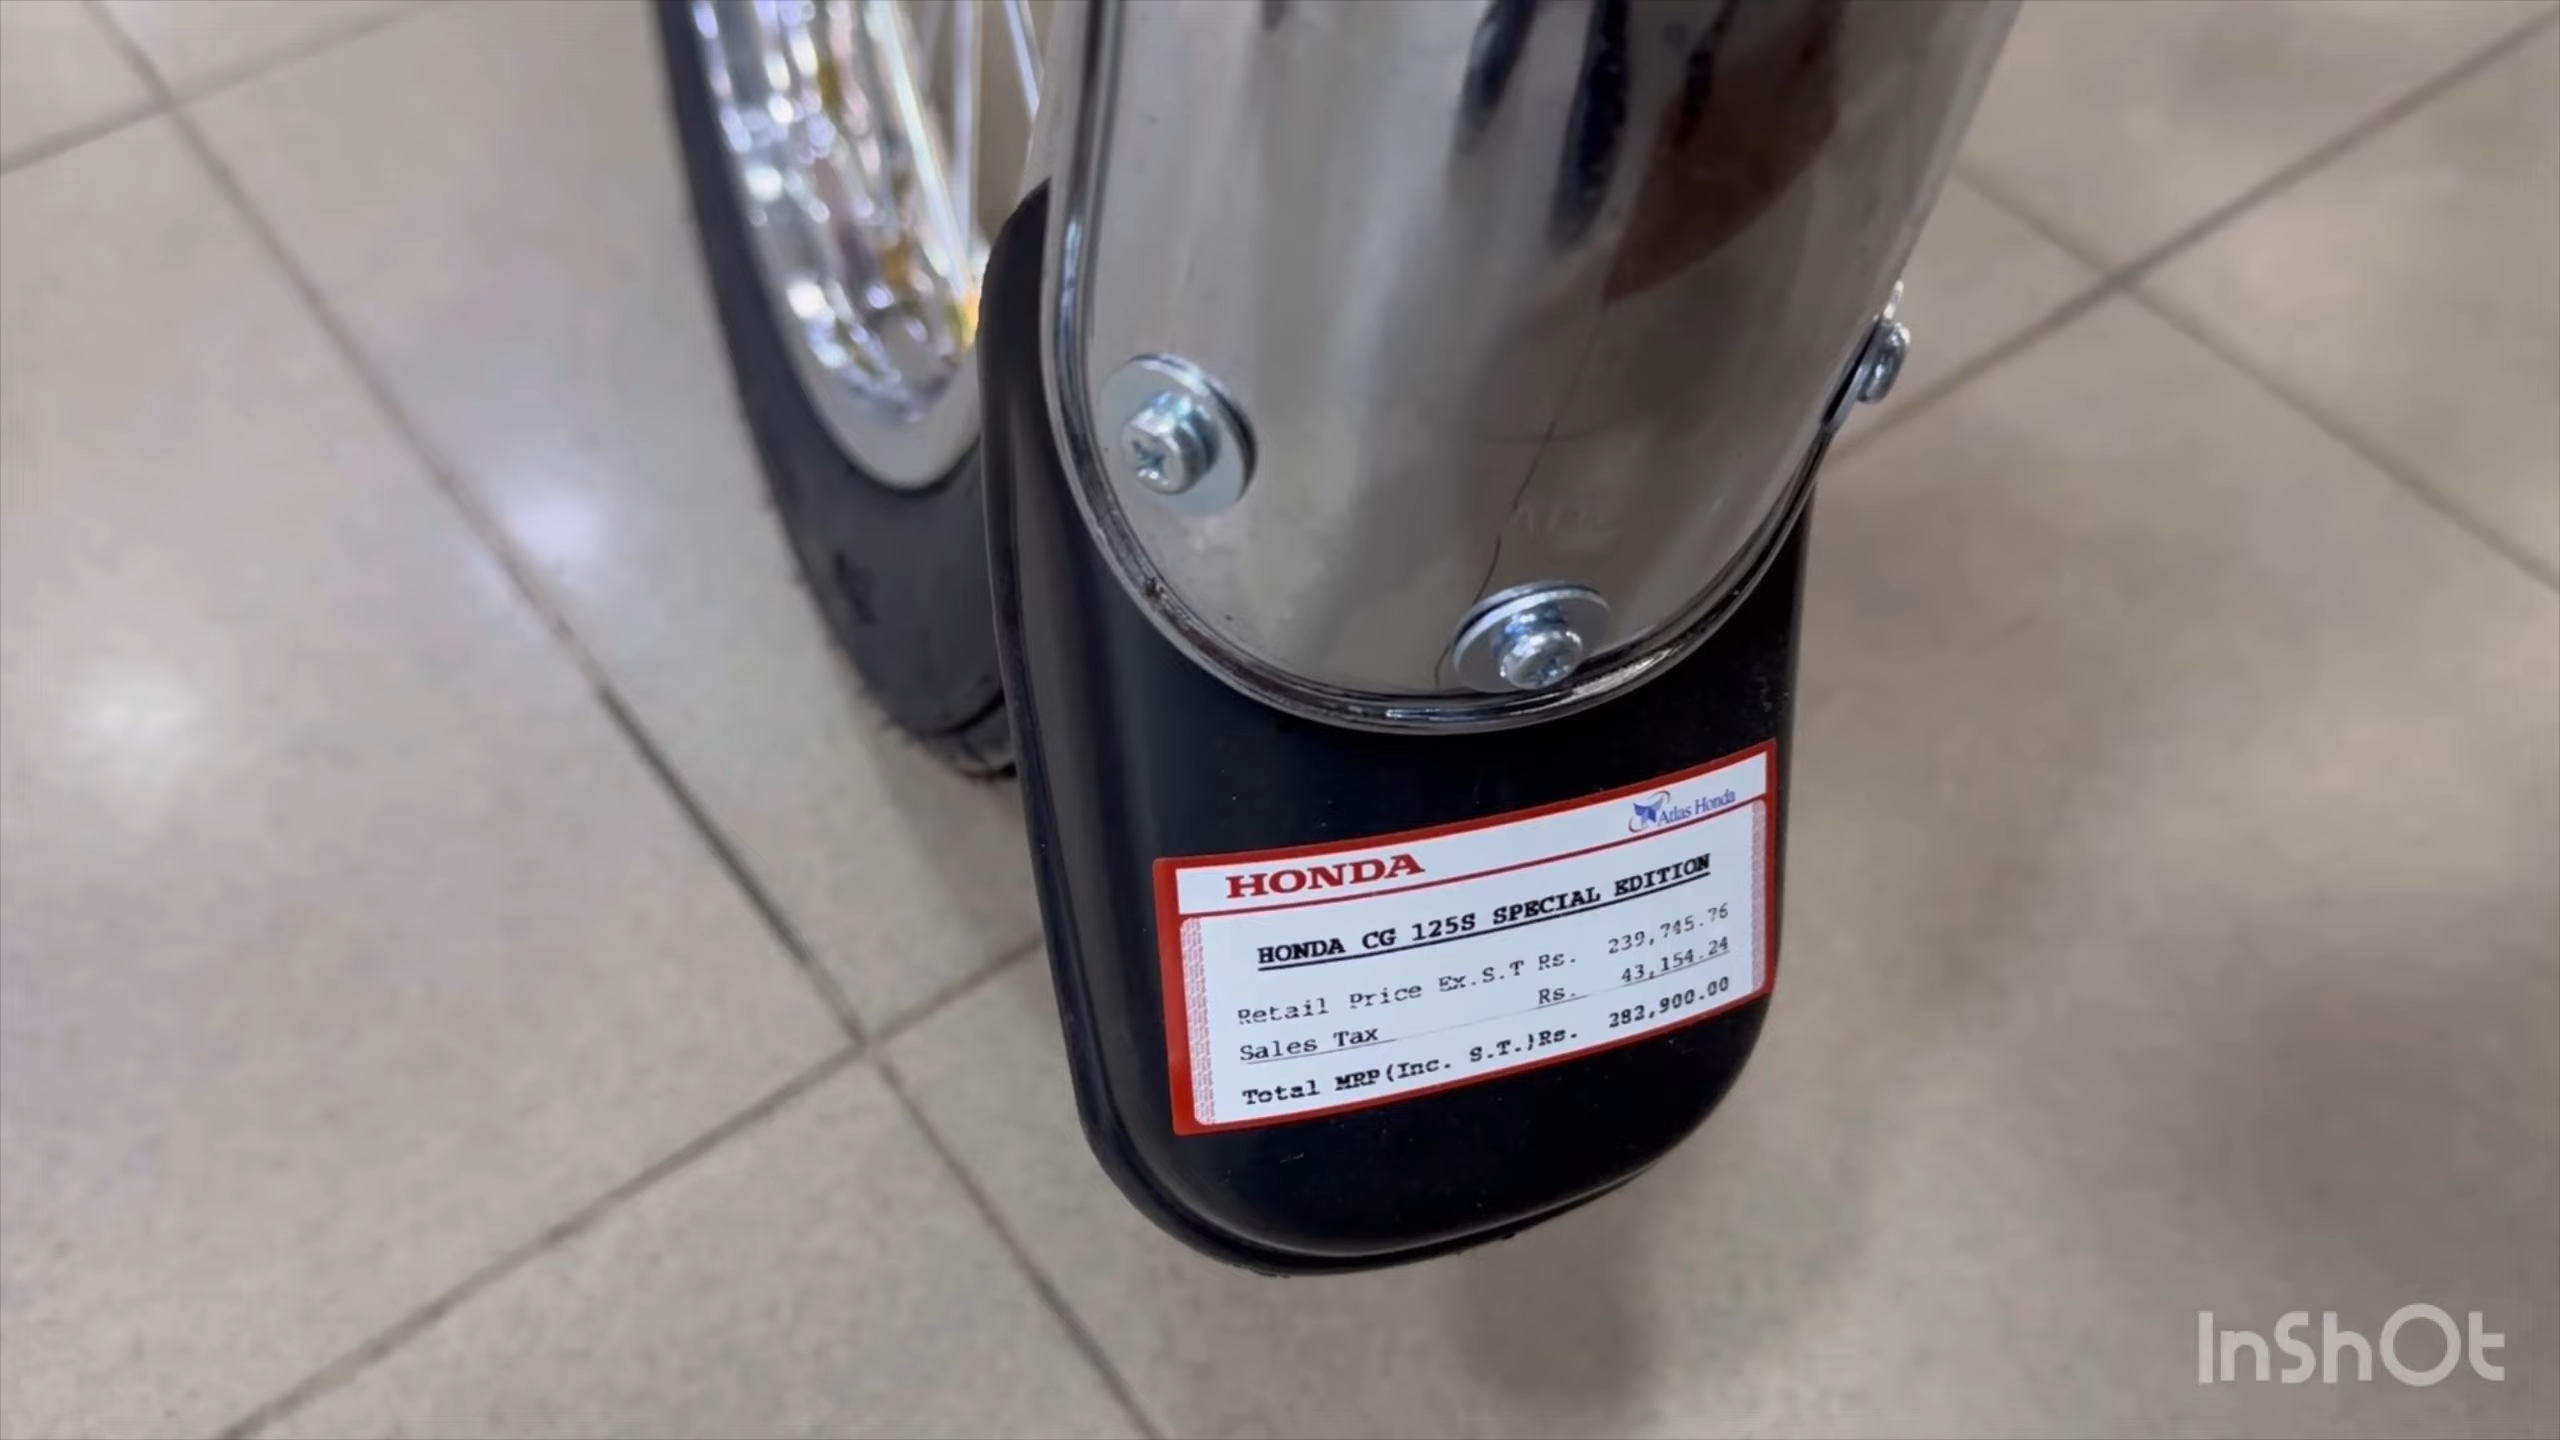 Atlas Honda
HONDA
HONDA CG 125S SPECIAL EDITION
Retail Price Ex.S.T Rs. 239,745.76
Sales Tax Rs. 43,154.24
Total MRP(Inc. S.T.)Rs. 282,900.00
InShOt